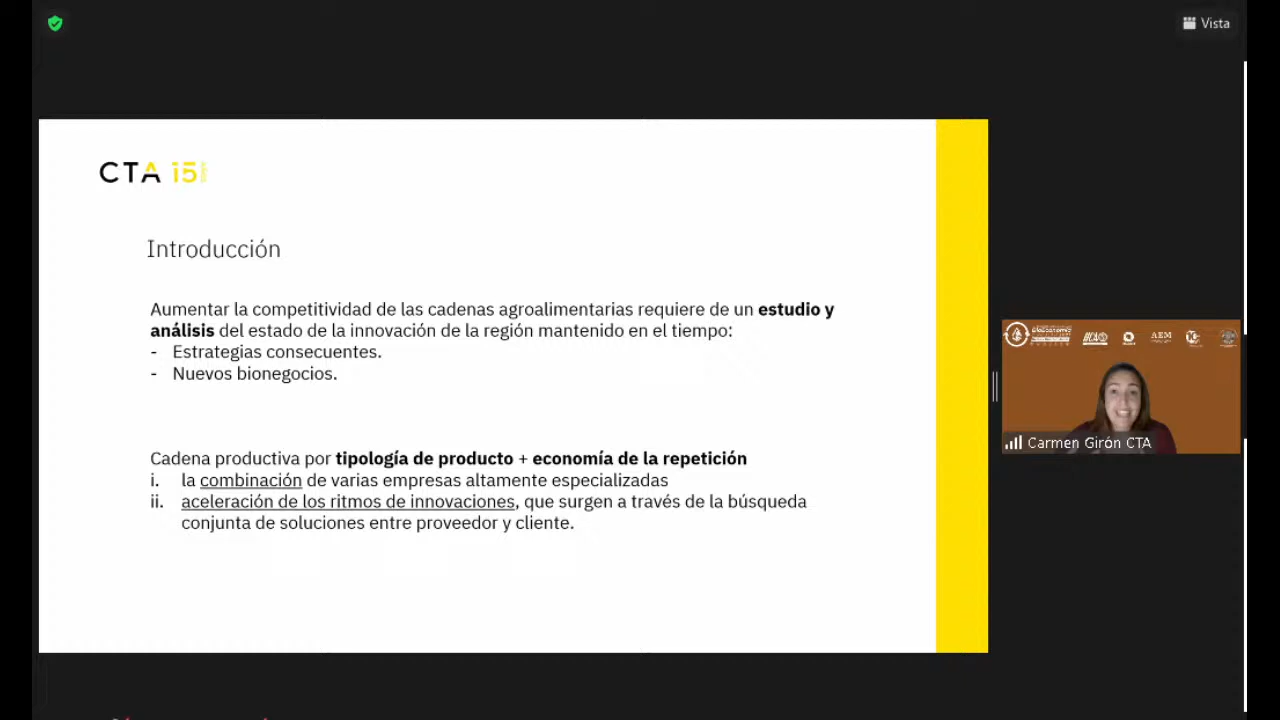 Vista
CTA 15
Introducción
Aumentar la competitividad de las cadenas agroalimentarias requiere de un estudio y
análisis del estado de la innovación de la región mantenido en el tiempo:
- Estrategias consecuentes.
- Nuevos bionegocios.
Cadena productiva por tipología de producto + economía de la repetición
i. la combinación de varias empresas altamente especializadas
ii. aceleración de los ritmos de innovaciones, que surgen a través de la búsqueda
conjunta de soluciones entre proveedor y cliente.
BioEconomía
AEM
Carmen Girón CTA